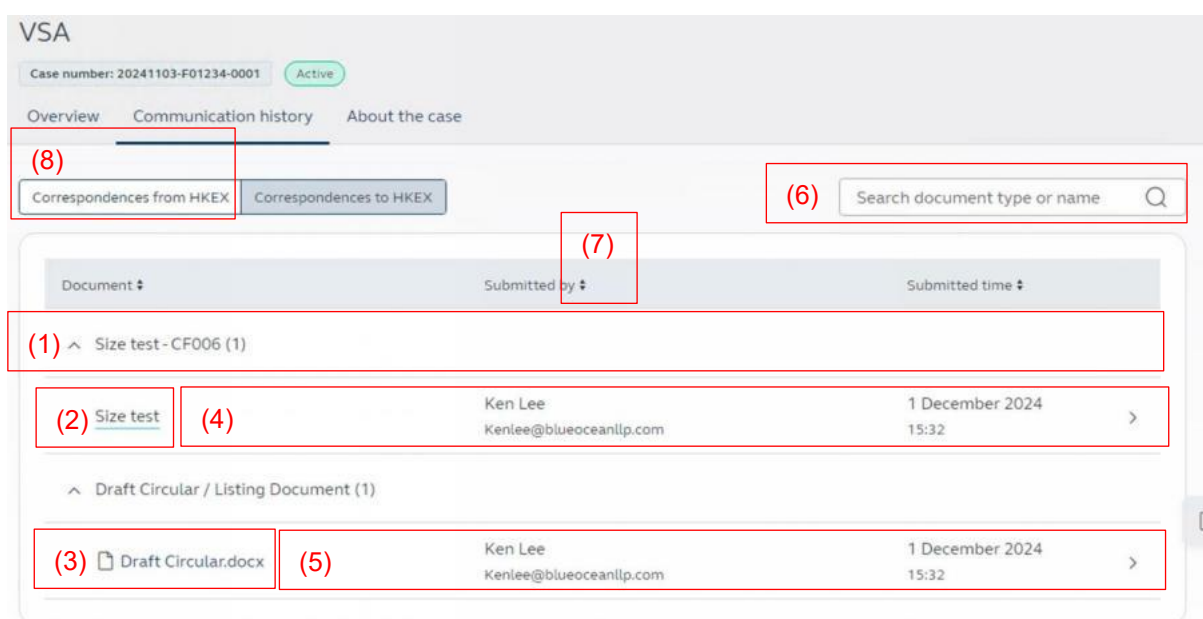 VSA
Case number: 20241103-F01234-0001 Active
Overview Communication history About the case
(8)
Correspondences from HKEX Correspondences to HKEX (6) Search document type or name
(7)
Document Submitted by Submitted time
(1) Size test - CF006 (1)
(2) Size test (4) Ken Lee 1 December 2024
Kenlee@blueoceanllp.com 15:32
Draft Circular / Listing Document (1)
(3) Draft Circular.docx (5) Ken Lee 1 December 2024
Kenlee@blueoceanllp.com 15:32